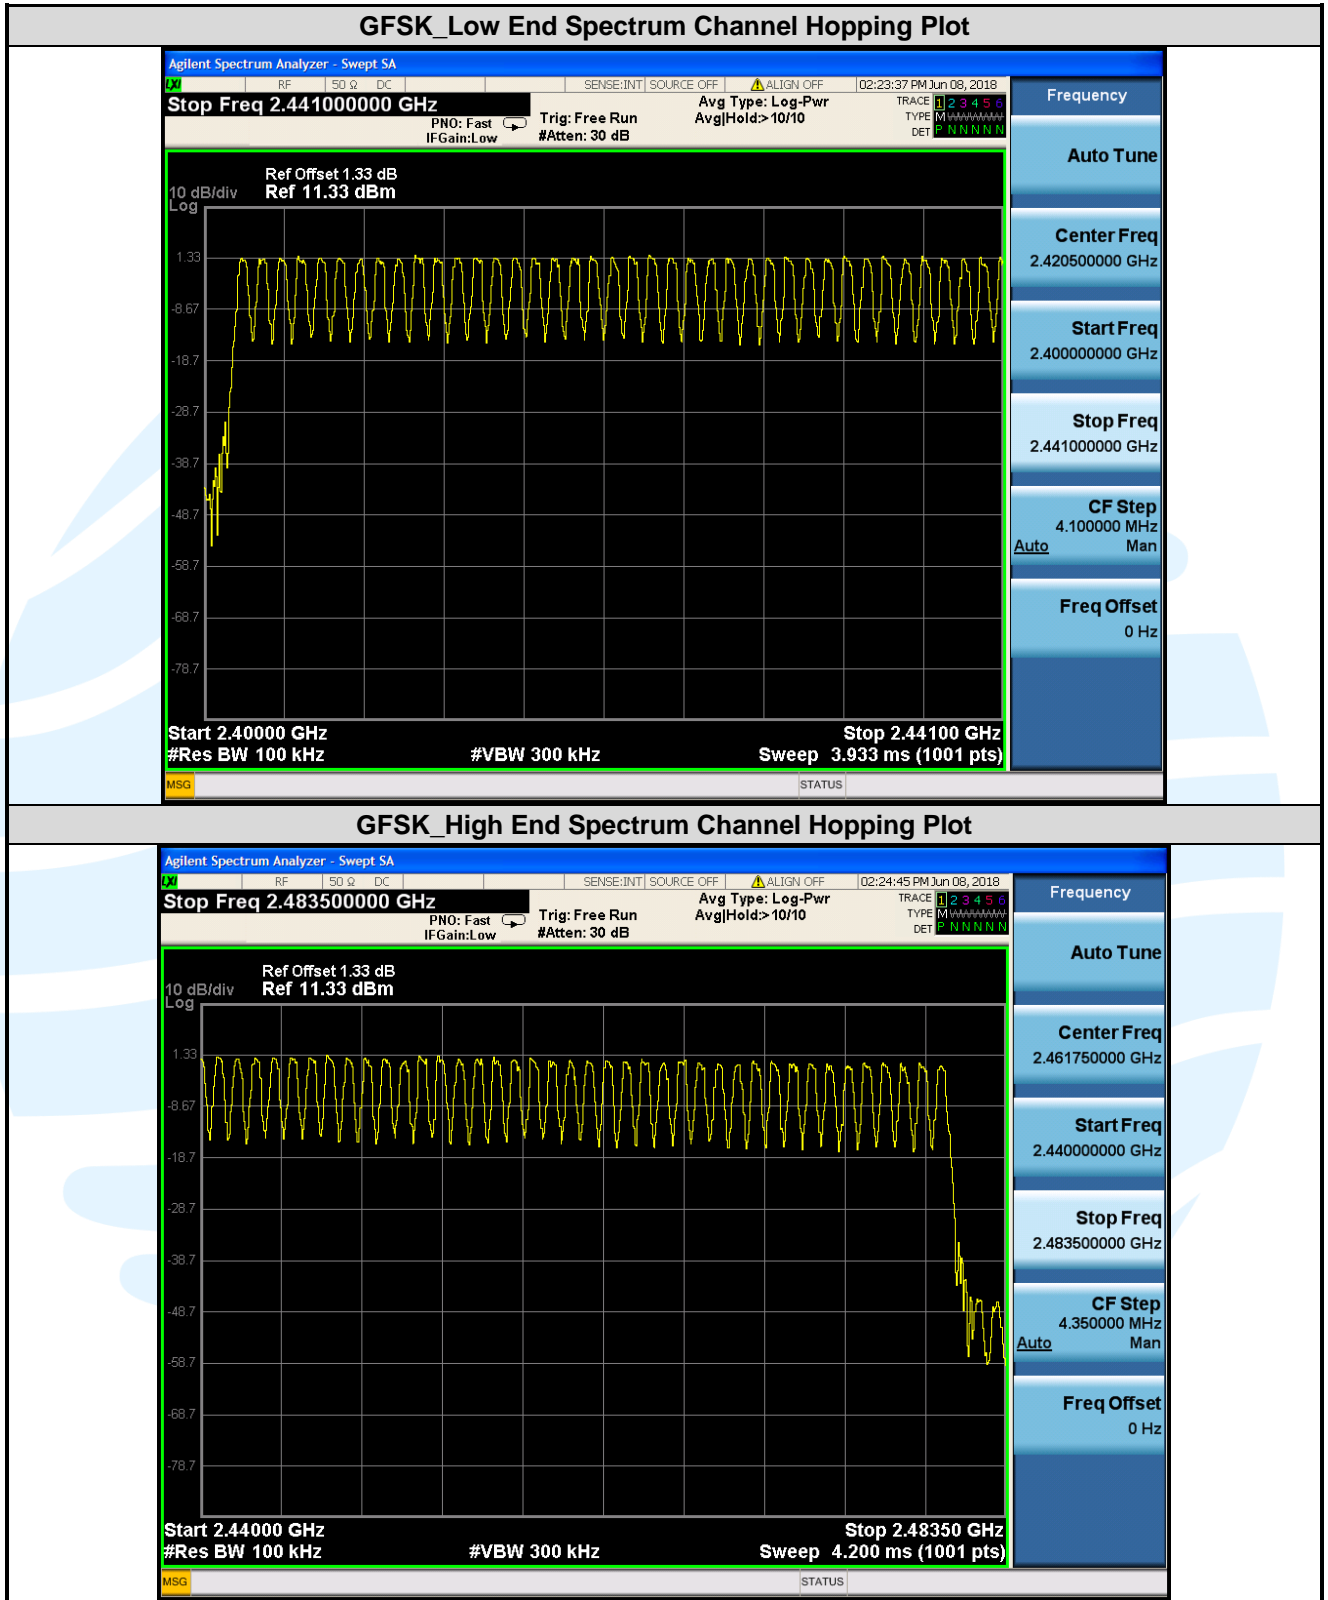 GFSK_Low End Spectrum Channel Hopping Plot
Agilent Spectrum Analyzer - Swept SA
LXI RF 50 Ω DC SENSE:INT SOURCE OFF ALIGN OFF 02:23:37 PM Jun 08, 2018
Stop Freq 2.441000000 GHz
PNO: Fast
IFGain:Low
Trig: Free Run
#Atten: 30 dB
Avg Type: Log-Pwr
Avg|Hold:>10/10
TRACE 1 2 3 4 5 6
TYPE M
DET P N N N N N
Ref Offset 1.33 dB
10 dB/div Ref 11.33 dBm
Log
1.33
-8.67
-18.7
-28.7
-38.7
-48.7
-58.7
-68.7
-78.7
Start 2.40000 GHz Stop 2.44100 GHz
#Res BW 100 kHz #VBW 300 kHz Sweep 3.933 ms (1001 pts)
MSG STATUS
Frequency
Auto Tune
Center Freq
2.420500000 GHz
Start Freq
2.400000000 GHz
Stop Freq
2.441000000 GHz
CF Step
4.100000 MHz
Auto Man
Freq Offset
0 Hz
GFSK_High End Spectrum Channel Hopping Plot
Agilent Spectrum Analyzer - Swept SA
LXI RF 50 Ω DC SENSE:INT SOURCE OFF ALIGN OFF 02:24:45 PM Jun 08, 2018
Stop Freq 2.483500000 GHz
PNO: Fast
IFGain:Low
Trig: Free Run
#Atten: 30 dB
Avg Type: Log-Pwr
Avg|Hold:>10/10
TRACE 1 2 3 4 5 6
TYPE M
DET P N N N N N
Ref Offset 1.33 dB
10 dB/div Ref 11.33 dBm
Log
1.33
-8.67
-18.7
-28.7
-38.7
-48.7
-58.7
-68.7
-78.7
Start 2.44000 GHz Stop 2.48350 GHz
#Res BW 100 kHz #VBW 300 kHz Sweep 4.200 ms (1001 pts)
MSG STATUS
Frequency
Auto Tune
Center Freq
2.461750000 GHz
Start Freq
2.440000000 GHz
Stop Freq
2.483500000 GHz
CF Step
4.350000 MHz
Auto Man
Freq Offset
0 Hz